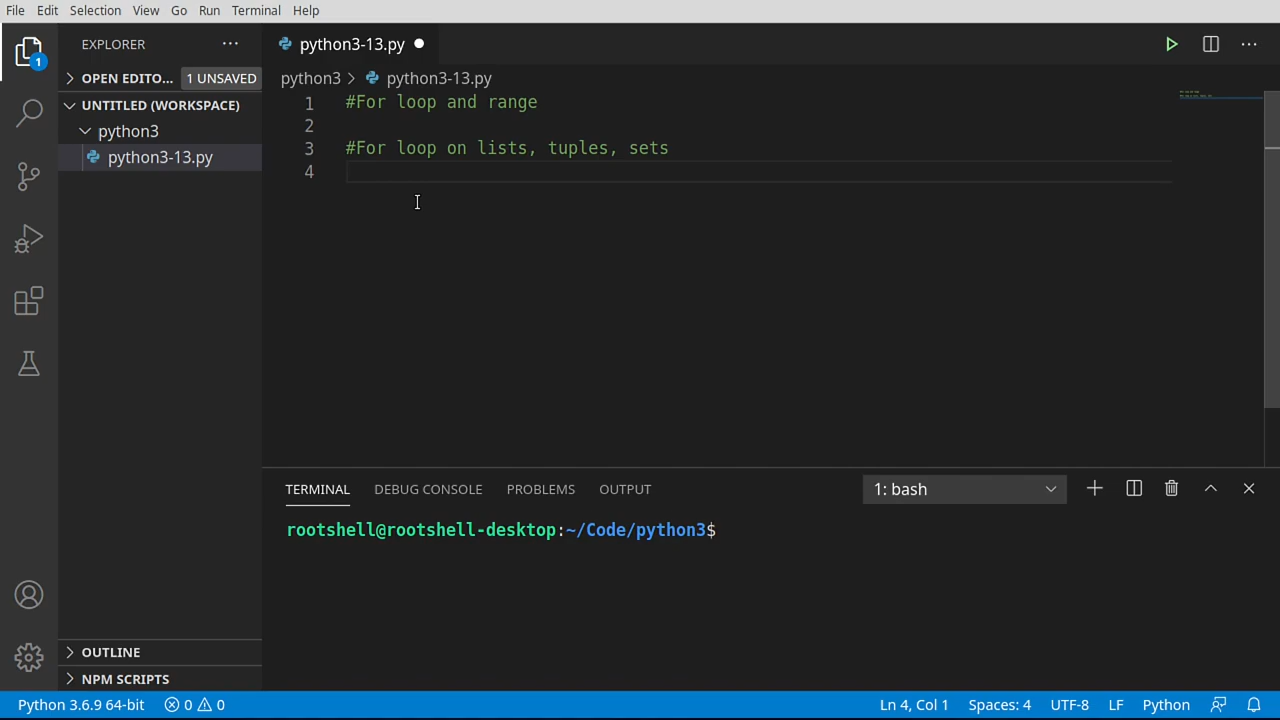 File Edit Selection View Go Run Terminal Help
EXPLORER
python3-13.py
1
OPEN EDITO... 1 UNSAVED
python3 > python3-13.py
UNTITLED (WORKSPACE)
1 #For loop and range
python3
2
python3-13.py
3 #For loop on lists, tuples, sets
4
TERMINAL DEBUG CONSOLE PROBLEMS OUTPUT 1: bash
rootshell@rootshell-desktop:~/Code/python3$
OUTLINE
NPM SCRIPTS
Python 3.6.9 64-bit 0 0 Ln 4, Col 1 Spaces: 4 UTF-8 LF Python